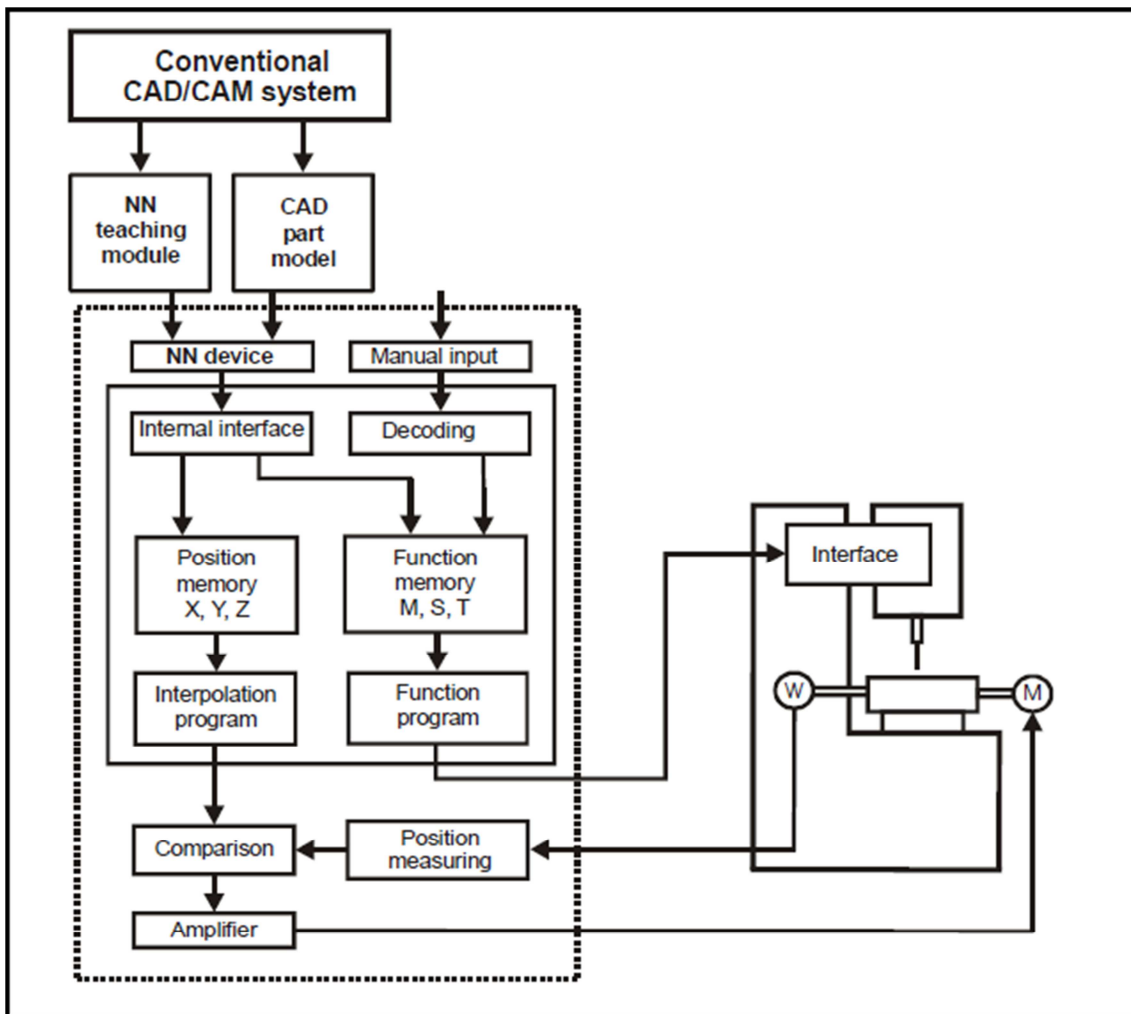 Conventional
CAD/CAM system
NN
teaching
module
CAD
part
model
NN device
Manual input
Internal interface
Decoding
Position
memory
X, Y, Z
Function
memory
M, S, T
Interface
Interpolation
program
Function
program
W
M
Comparison
Position
measuring
Amplifier